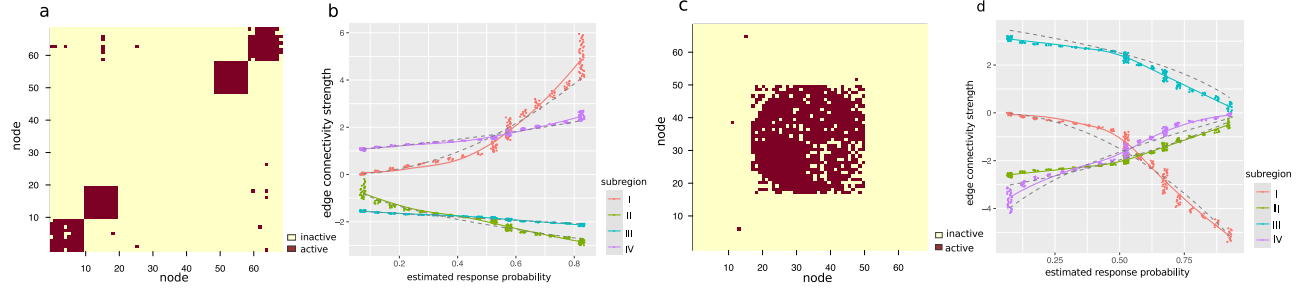 a
node
60
50
40
30
20
10
10 20 30 40 50 60
node
inactive
active
b
edge connectivity strength
6
4
2
0
−2
0.2 0.4 0.6 0.8
estimated response probability
subregion
I
II
III
IV
c
node
60
50
40
30
20
10
10 20 30 40 50 60
node
inactive
active
d
edge connectivity strength
2
0
−2
−4
0.25 0.50 0.75
estimated response probability
subregion
I
II
III
IV